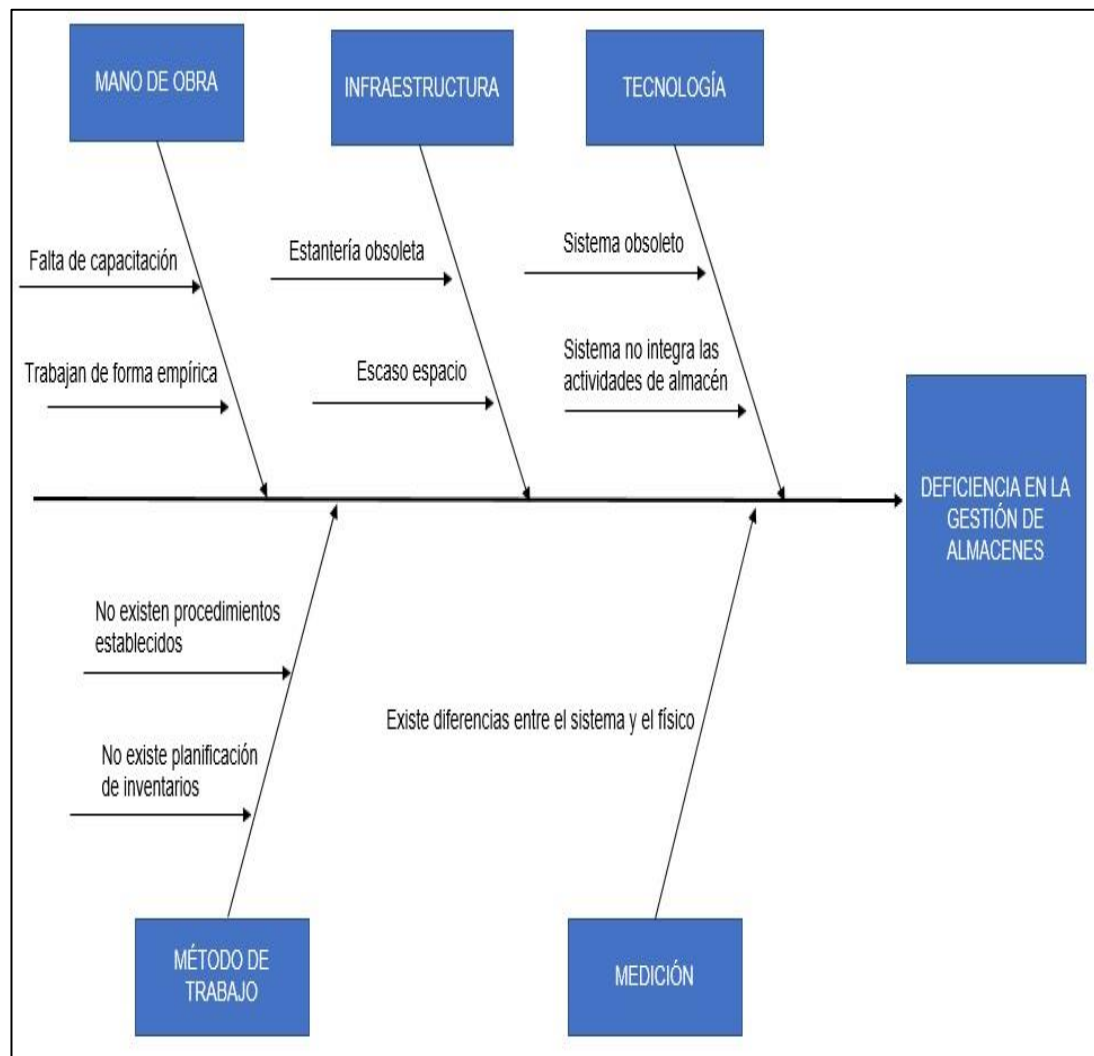 MANO DE OBRA
INFRAESTRUCTURA
TECNOLOGÍA
Falta de capacitación
Estantería obsoleta
Sistema obsoleto
Trabajan de forma empírica
Escaso espacio
Sistema no integra las
actividades de almacén
DEFICIENCIA EN LA
GESTIÓN DE
ALMACENES
No existen procedimientos
establecidos
Existe diferencias entre el sistema y el físico
No existe planificación
de inventarios
MÉTODO DE
TRABAJO
MEDICIÓN